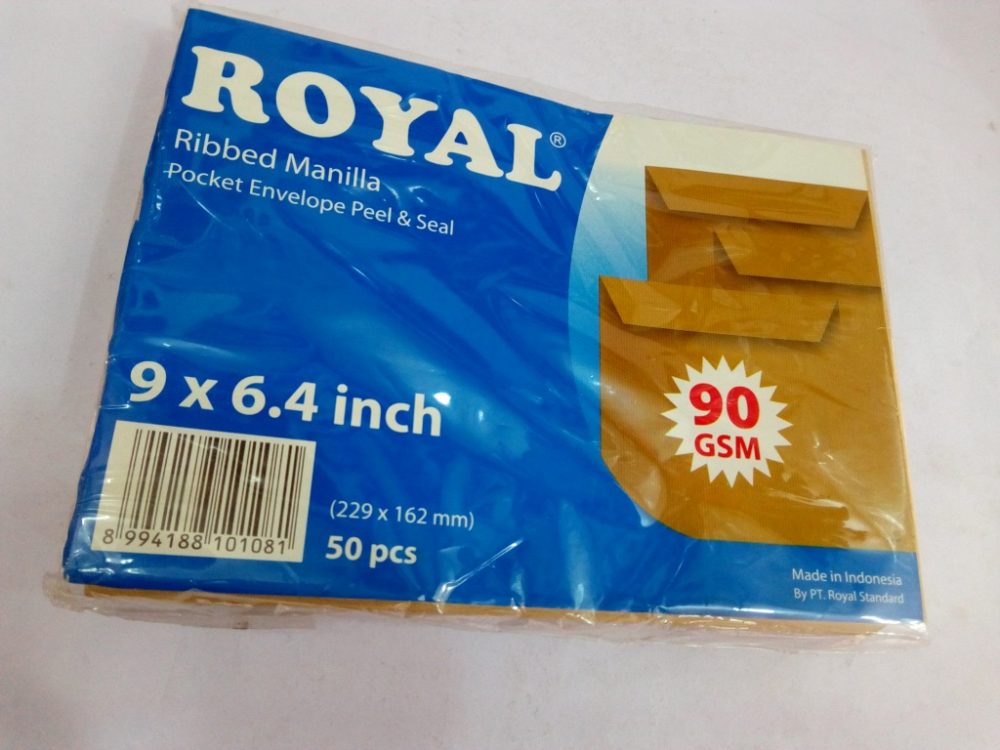 ROYAL®
Ribbed Manilla
Pocket Envelope Peel & Seal
9 x 6.4 inch
90
GSM
8 994188 101081
(229 x 162 mm)
50 pcs
Made in Indonesia
By PT. Royal Standard